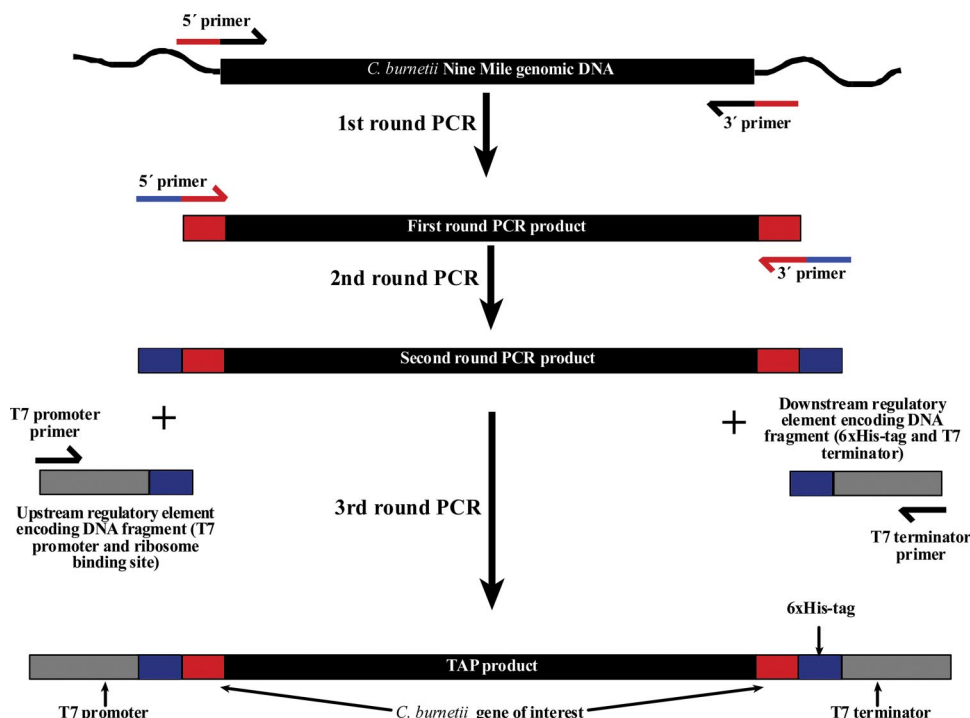 5´ primer
C. burnetii Nine Mile genomic DNA
1st round PCR
3´ primer
5´ primer
First round PCR product
2nd round PCR
3´ primer
Second round PCR product
T7 promoter
primer
+
+
Downstream regulatory
element encoding DNA
fragment (6xHis-tag and T7
terminator)
Upstream regulatory element
encoding DNA fragment (T7
promoter and ribosome
binding site)
3rd round PCR
T7 terminator
primer
6xHis-tag
TAP product
T7 promoter
C. burnetii gene of interest
T7 terminator